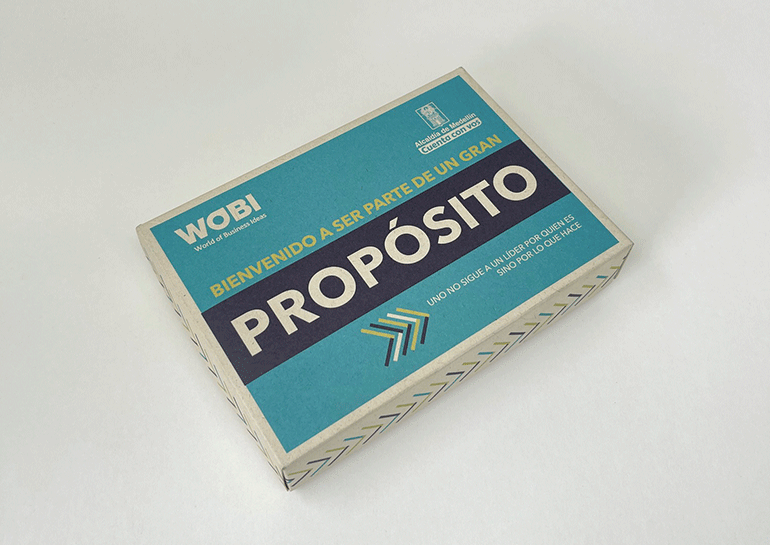 WOBI
World of Business Ideas
Alcaldía de Medellín
Cuenta con vos
BIENVENIDO A SER PARTE DE UN GRAN
PROPÓSITO
UNO NO SIGUE A UN LÍDER POR QUIEN ES
SINO POR LO QUE HACE